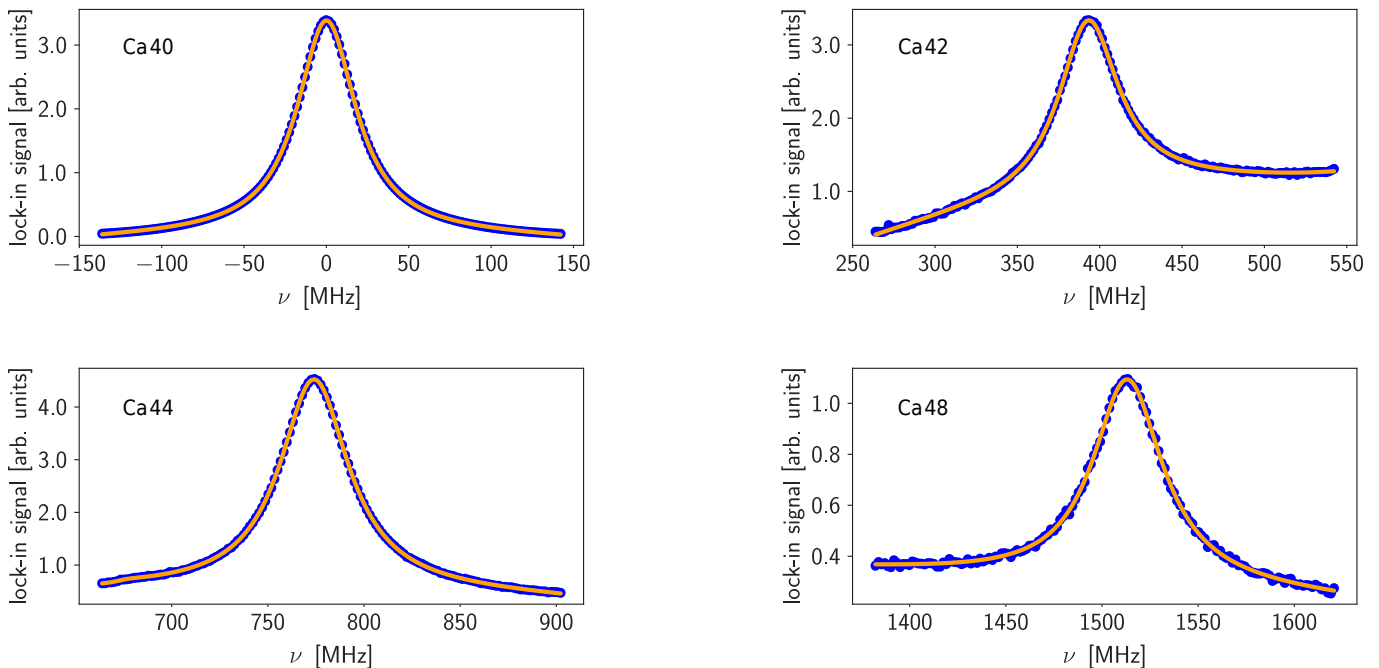 lock-in signal [arb. units]
3.0
2.0
1.0
0.0
Ca40
−150 −100 −50 0 50 100 150
ν [MHz]
lock-in signal [arb. units]
3.0
2.0
1.0
Ca42
250 300 350 400 450 500 550
ν [MHz]
lock-in signal [arb. units]
4.0
3.0
2.0
1.0
Ca44
700 750 800 850 900
ν [MHz]
lock-in signal [arb. units]
1.0
0.8
0.6
0.4
Ca48
1400 1450 1500 1550 1600
ν [MHz]